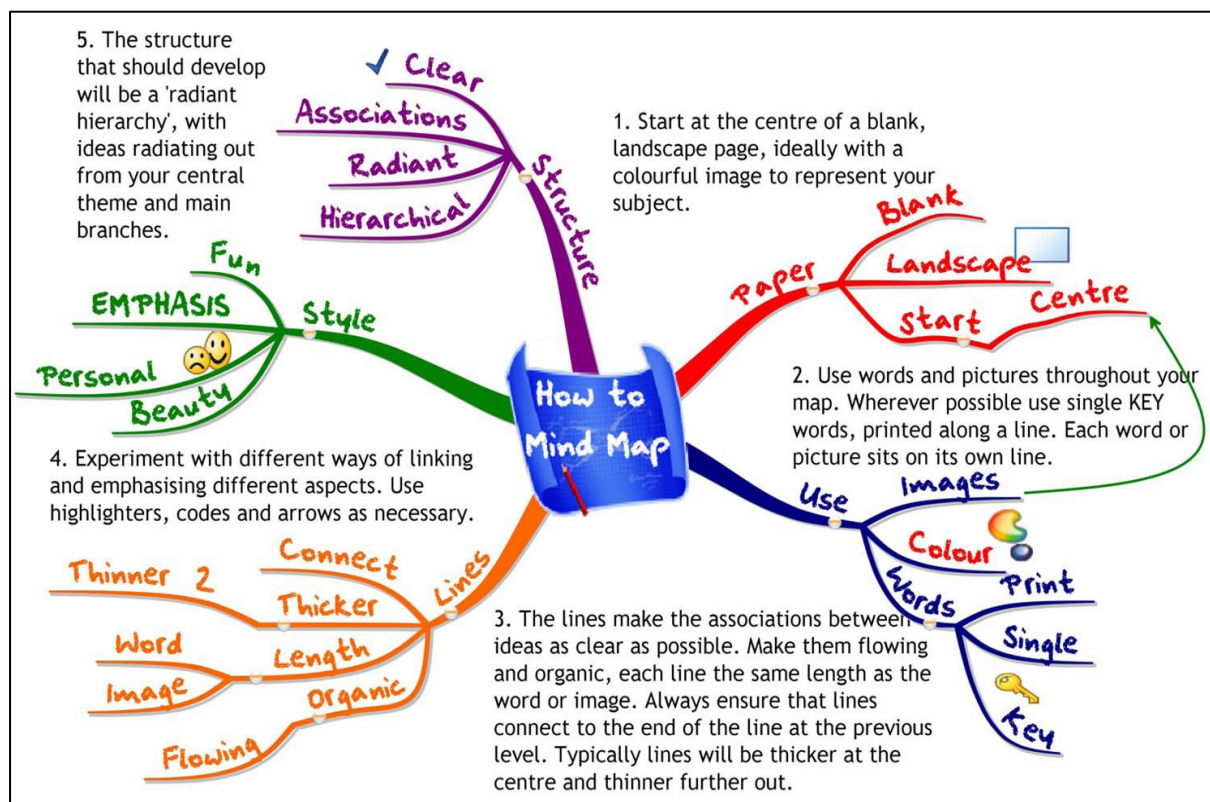 How to
Mind Map
1. Start at the centre of a blank,
landscape page, ideally with a
colourful image to represent your
subject.
Paper
Blank
Landscape
Start
Centre
2. Use words and pictures throughout your
map. Wherever possible use single KEY
words, printed along a line. Each word or
picture sits on its own line.
Use
Images
Colour
Words
Print
Single
Key
3. The lines make the associations between
ideas as clear as possible. Make them flowing
and organic, each line the same length as the
word or image. Always ensure that lines
connect to the end of the line at the previous
level. Typically lines will be thicker at the
centre and thinner further out.
Lines
Connect
Thicker
Thinner 2
Length
Word
Image
Organic
Flowing
4. Experiment with different ways of linking
and emphasising different aspects. Use
highlighters, codes and arrows as necessary.
Style
Fun
EMPHASIS
Personal
Beauty
5. The structure
that should develop
will be a 'radiant
hierarchy', with
ideas radiating out
from your central
theme and main
branches.
Structure
Clear
Associations
Radiant
Hierarchical